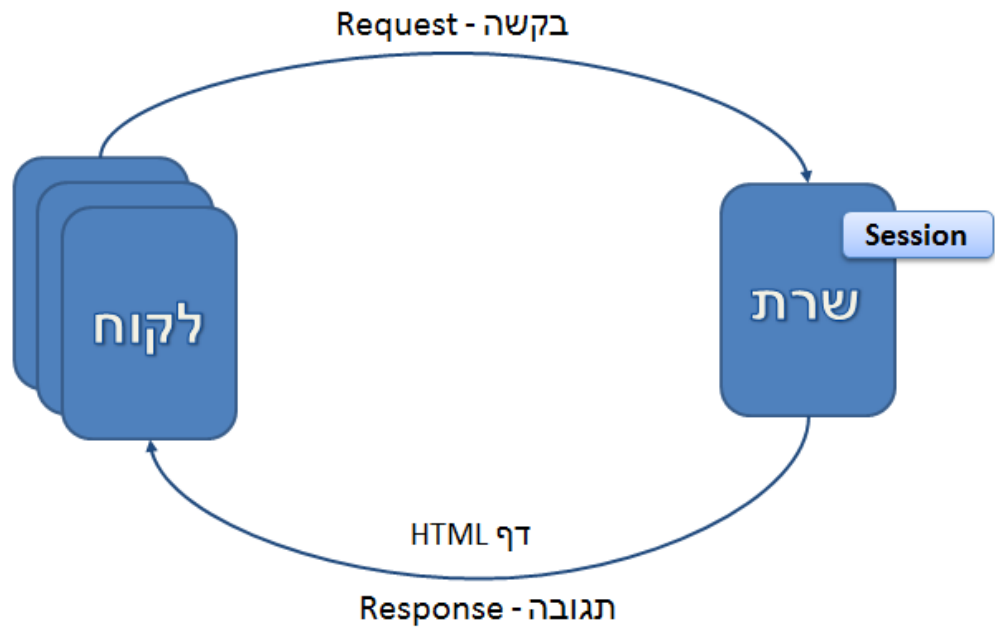 בקשה - Request
Session
לקוח
שרת
דף HTML
תגובה - Response